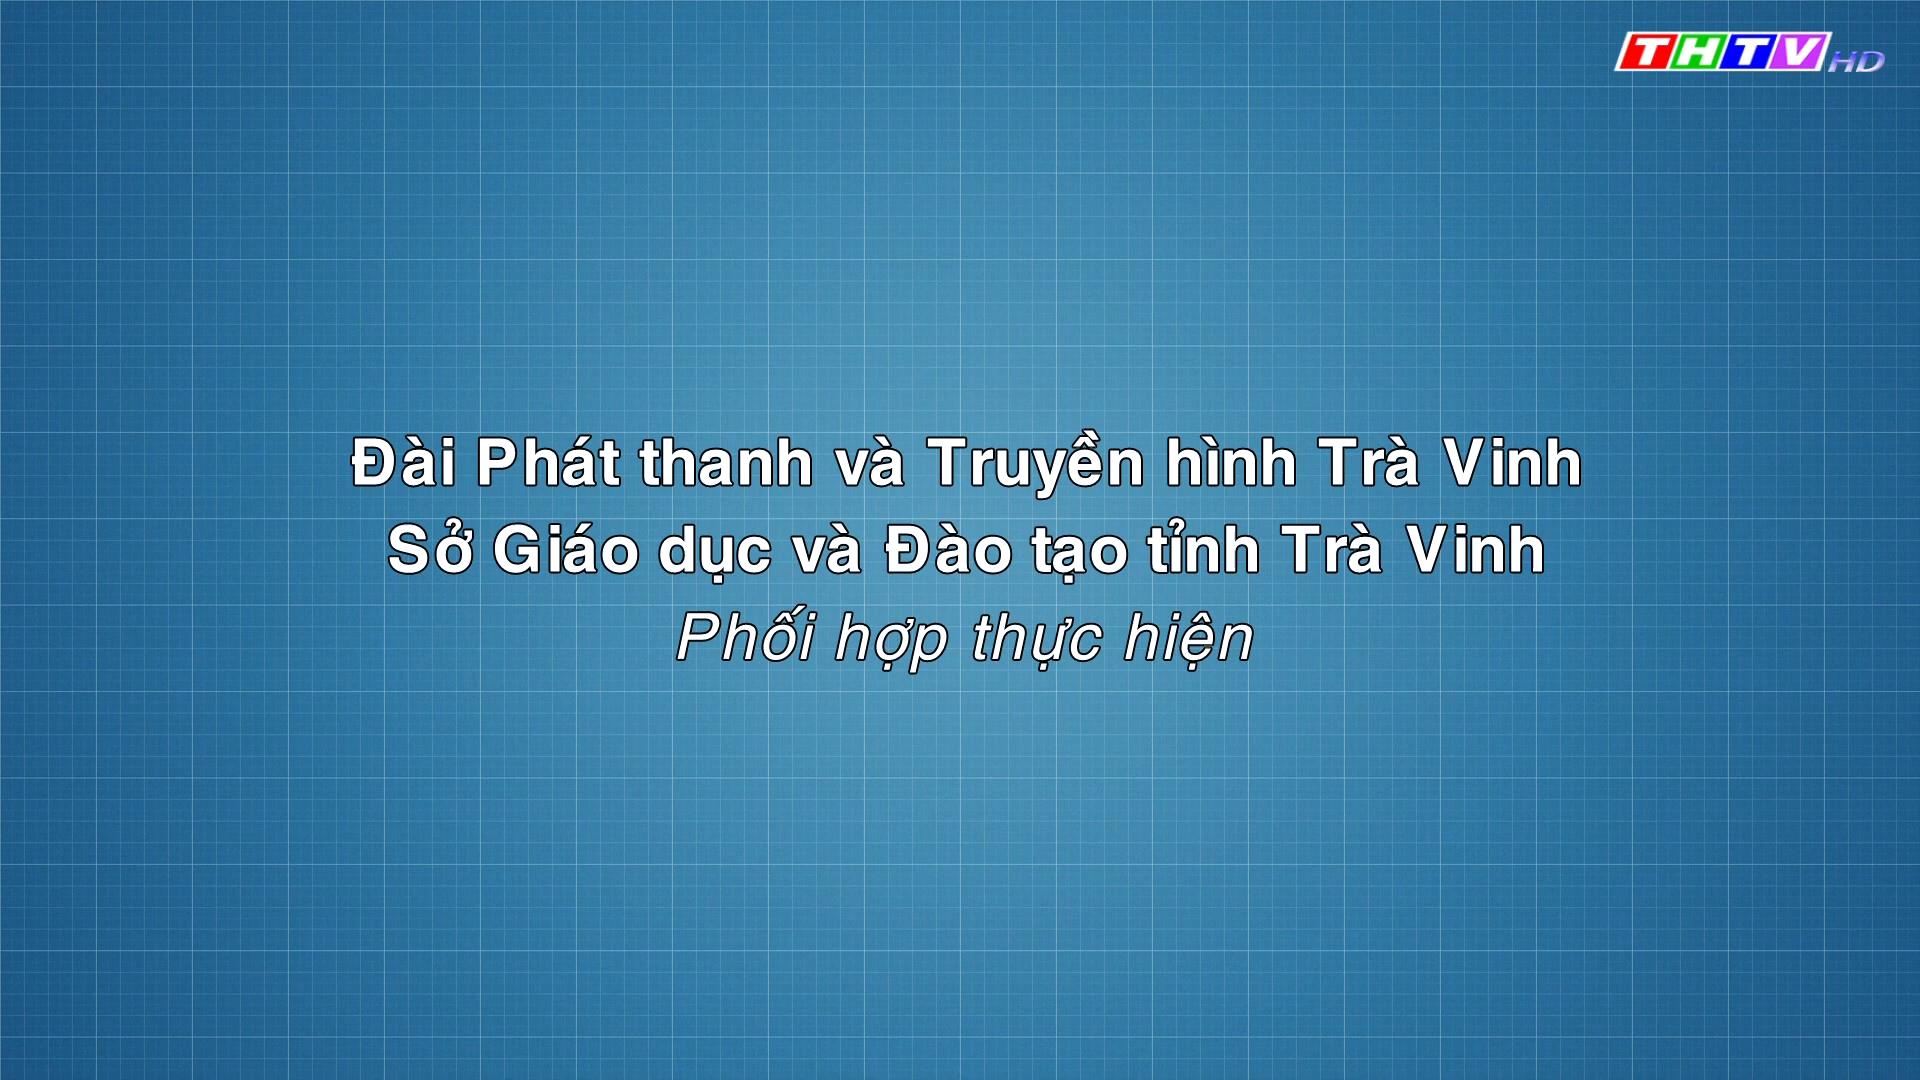 THTV HD
Đài Phát thanh và Truyền hình Trà Vinh
Sở Giáo dục và Đào tạo tỉnh Trà Vinh
Phối hợp thực hiện